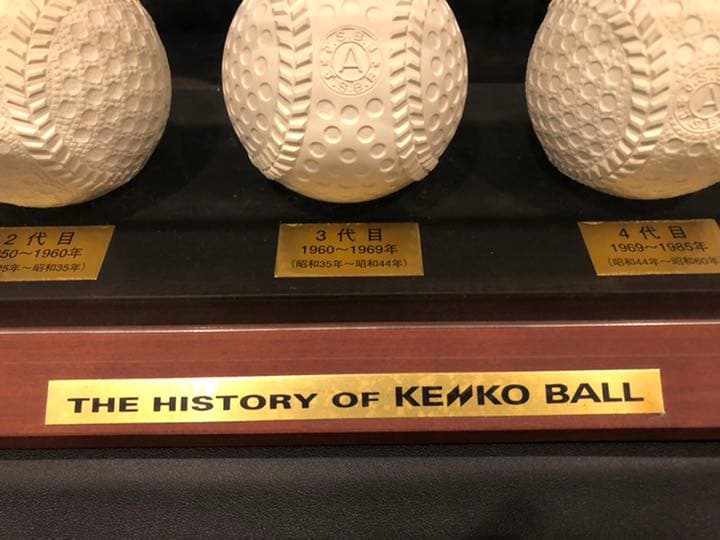 J.S.B.I
A
J.S.B.B
2代目
50〜1960年
25年〜昭和35年)
3代目
1960〜1969年
(昭和35年〜昭和44年)
4代目
1969〜1985年
(昭和44年〜昭和60年
THE HISTORY OF KENKO BALL